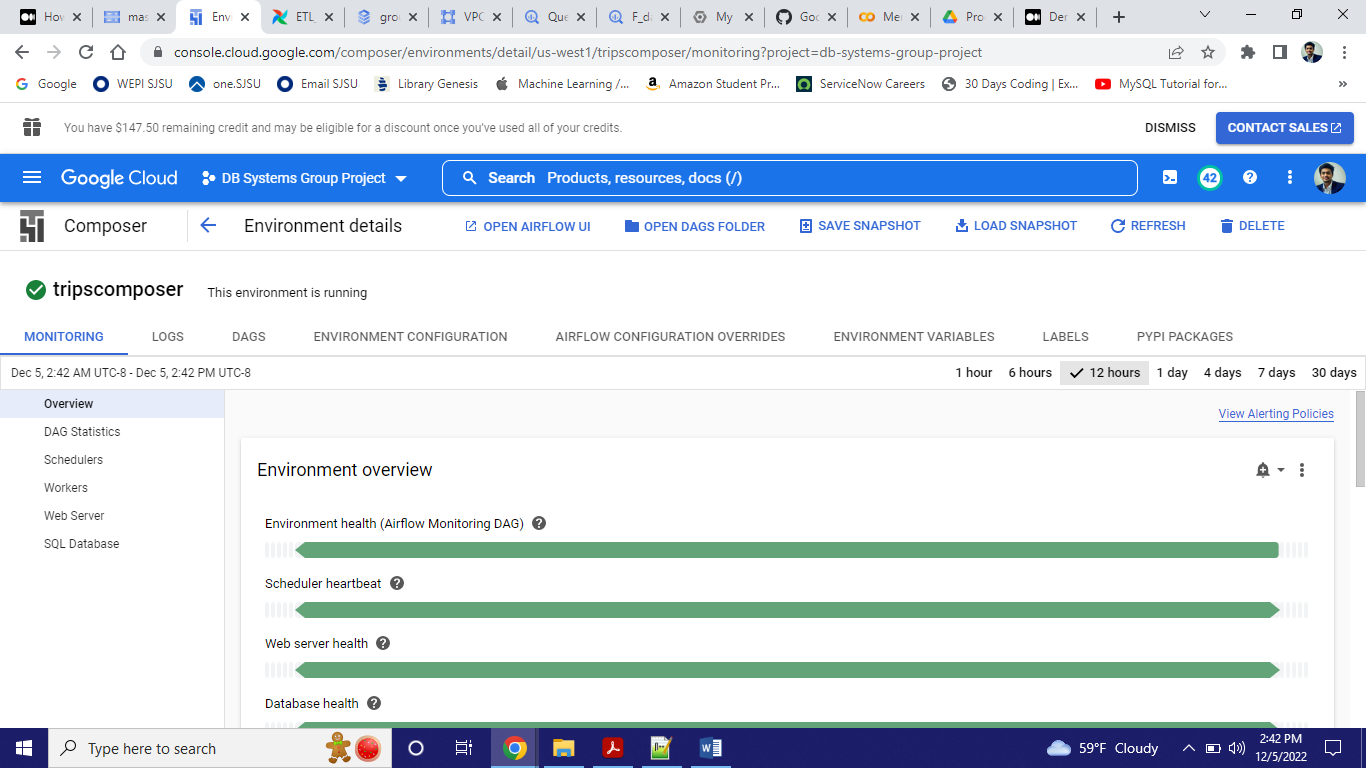 How
mas
Envi
ETL_
grou
VPC
Que
F_da
My
Goo
Mer
Pro
Der
console.cloud.google.com/composer/environments/detail/us-west1/tripscomposer/monitoring?project=db-systems-group-project
Google WEPI SJSU one.SJSU Email SJSU Library Genesis Machine Learning /... Amazon Student Pr... ServiceNow Careers 30 Days Coding | Ex... MySQL Tutorial for... »
You have $147.50 remaining credit and may be eligible for a discount once you've used all of your credits. DISMISS CONTACT SALES
Google Cloud DB Systems Group Project Search Products, resources, docs (/) 42
Composer Environment details OPEN AIRFLOW UI OPEN DAGS FOLDER SAVE SNAPSHOT LOAD SNAPSHOT REFRESH DELETE
tripscomposer This environment is running
MONITORING LOGS DAGS ENVIRONMENT CONFIGURATION AIRFLOW CONFIGURATION OVERRIDES ENVIRONMENT VARIABLES LABELS PYPI PACKAGES
Dec 5, 2:42 AM UTC-8 - Dec 5, 2:42 PM UTC-8 1 hour 6 hours 12 hours 1 day 4 days 7 days 30 days
Overview
DAG Statistics
Schedulers
Workers
Web Server
SQL Database
View Alerting Policies
Environment overview
Environment health (Airflow Monitoring DAG)
Scheduler heartbeat
Web server health
Database health
Type here to search
59°F Cloudy
2:42 PM
12/5/2022